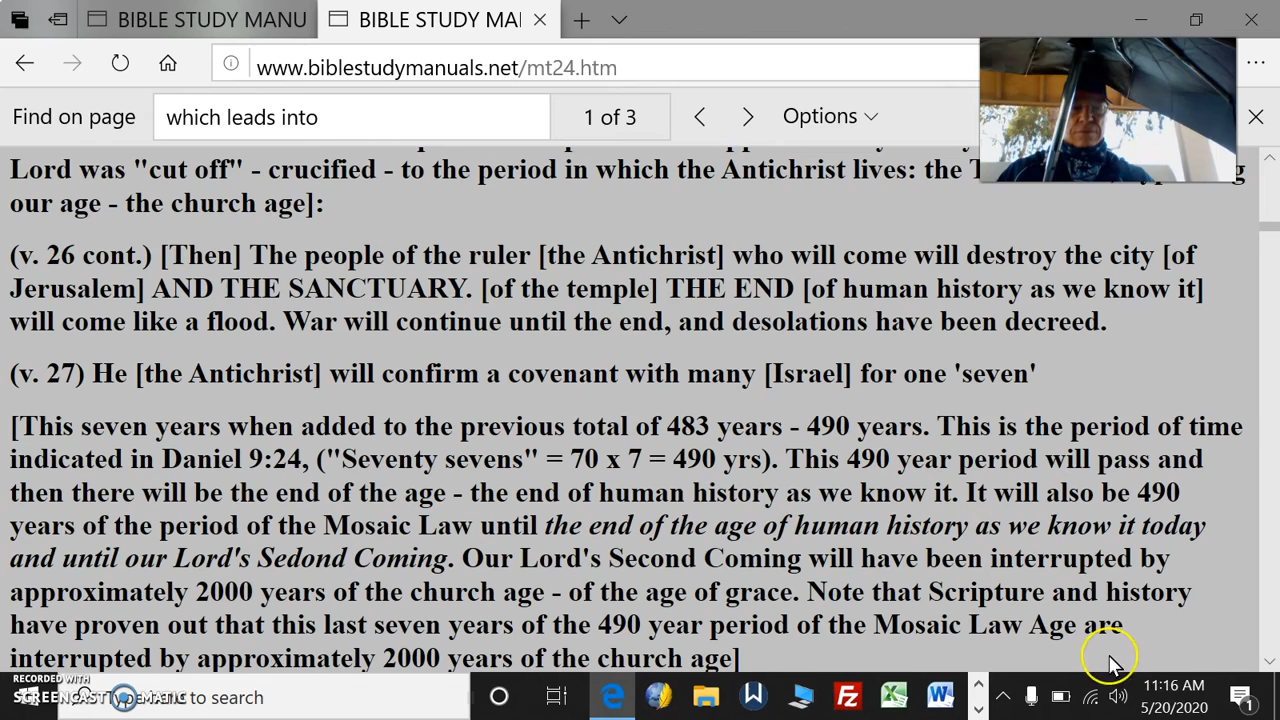 BIBLE STUDY MANU
BIBLE STUDY MAI
www.biblestudymanuals.net/mt24.htm
Find on page
which leads into
1 of 3
Options
Lord was "cut off" - crucified - to the period in which the Antichrist lives: the
our age - the church age]:
(v. 26 cont.) [Then] The people of the ruler [the Antichrist] who will come will destroy the city [of
Jerusalem] AND THE SANCTUARY. [of the temple] THE END [of human history as we know it]
will come like a flood. War will continue until the end, and desolations have been decreed.
(v. 27) He [the Antichrist] will confirm a covenant with many [Israel] for one 'seven'
[This seven years when added to the previous total of 483 years - 490 years. This is the period of time
indicated in Daniel 9:24, ("Seventy sevens" = 70 x 7 = 490 yrs). This 490 year period will pass and
then there will be the end of the age - the end of human history as we know it. It will also be 490
years of the period of the Mosaic Law until the end of the age of human history as we know it today
and until our Lord's Sedond Coming. Our Lord's Second Coming will have been interrupted by
approximately 2000 years of the church age - of the age of grace. Note that Scripture and history
have proven out that this last seven years of the 490 year period of the Mosaic Law Age are
interrupted by approximately 2000 years of the church age]
RECORDED WITH
SCREENCAST MATIC
to search
11:16 AM
5/20/2020
1